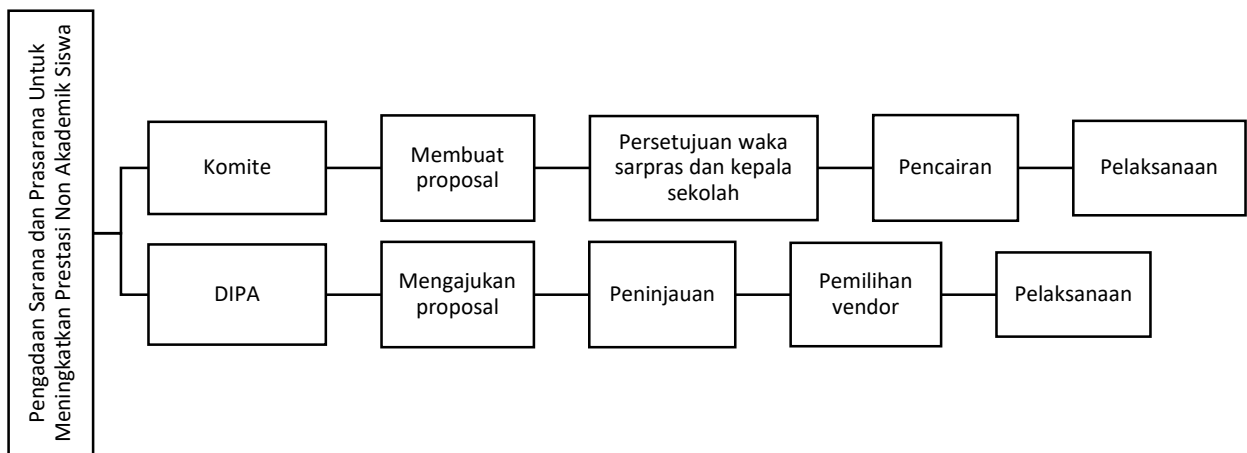 Pengadaan Sarana dan Prasarana Untuk
Meningkatkan Prestasi Non Akademik Siswa
Komite
Membuat
proposal
Persetujuan waka
sarpras dan kepala
sekolah
Pencairan
Pelaksanaan
DIPA
Mengajukan
proposal
Peninjauan
Pemilihan
vendor
Pelaksanaan